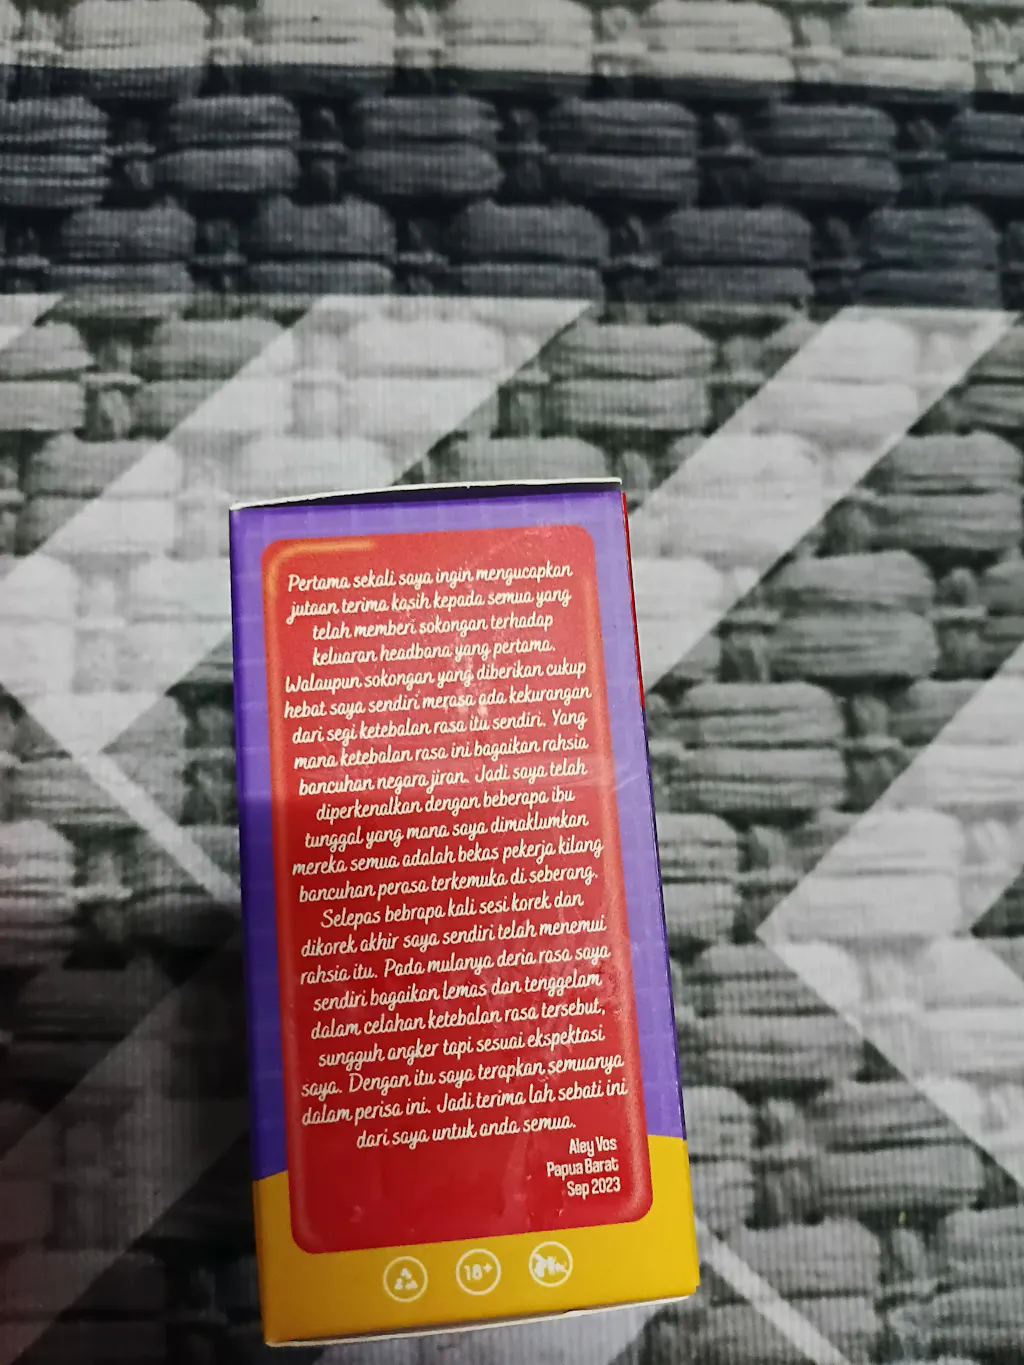 Pertama sekali saya ingin mengucapkan
jutaan terima kasih kepada semua yang
telah memberi sokongan terhadap
keluaran headbana yang pertama.
Walaupun sokongan yang diberikan cukup
hebat saya sendiri merasa ada kekurangan
dari segi ketebalan rasa itu sendiri. Yang
mana ketebalan rasa ini bagaikan rahsia
bancuhan negara jiran. Jadi saya telah
diperkenalkan dengan beberapa ibu
tunggal yang mana saya dimaklumkan
mereka semua adalah bekas pekerja kilang
bancuhan perasa terkemuka di seberang.
Selepas bebrapa kali sesi korek dan
dikorek akhir saya sendiri telah menemui
rahsia itu. Pada mulanya deria rasa saya
sendiri bagaikan lemas dan tenggelam
dalam celahan ketebalan rasa tersebut,
sungguh angker tapi sesuai ekspektasi
saya. Dengan itu saya terapkan semuanya
dalam perisa ini. Jadi terima lah sebati ini
dari saya untuk anda semua.
Aley Vos
Papua Barat
Sep 2023
18+